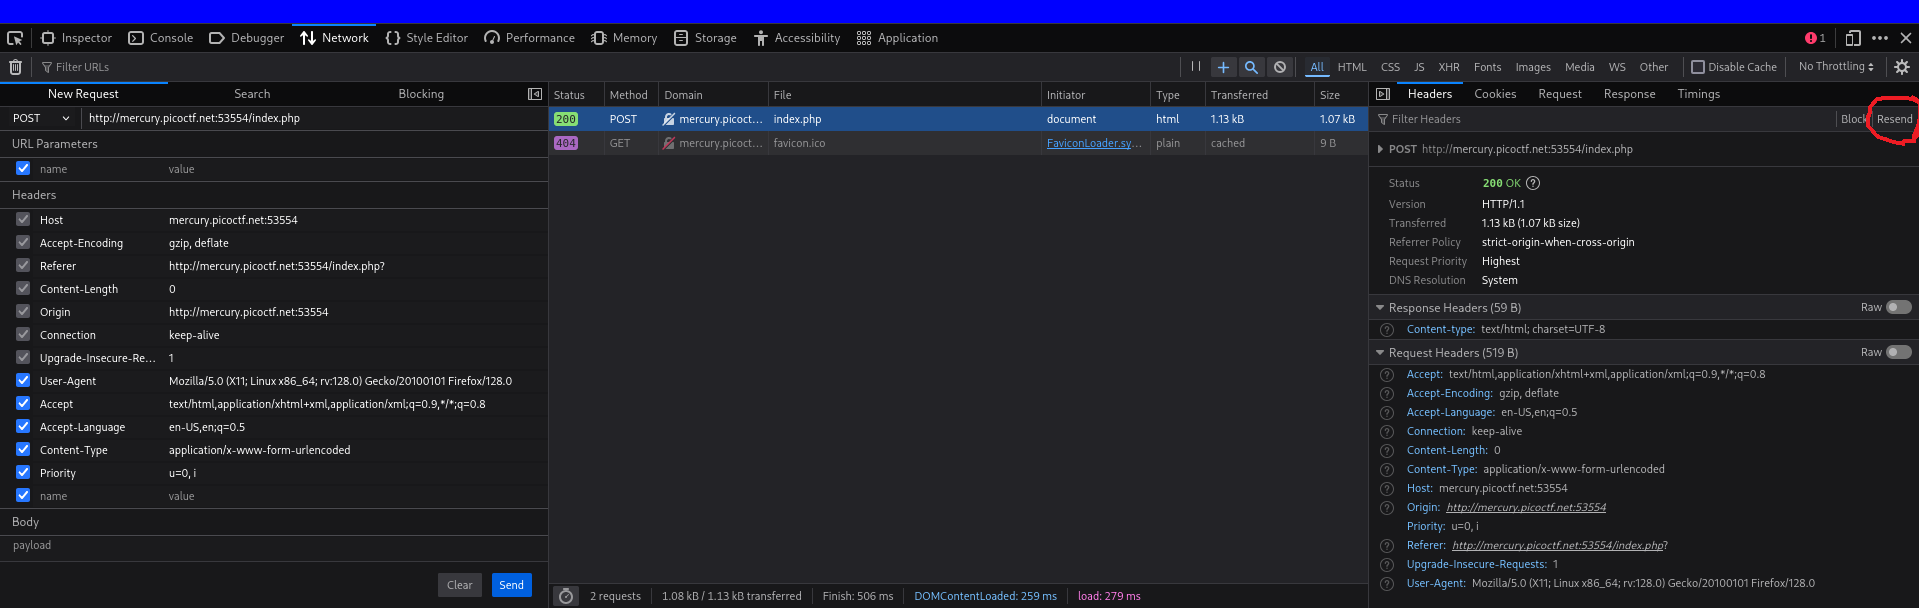 Inspector Console Debugger Network Style Editor Performance Memory Storage Accessibility Application 1
Filter URLs All HTML CSS JS XHR Fonts Images Media WS Other Disable Cache No Throttling
New Request Search Blocking
POST http://mercury.picoctf.net:53554/index.php
URL Parameters
name value
Headers
Host mercury.picoctf.net:53554
Accept-Encoding gzip, deflate
Referer http://mercury.picoctf.net:53554/index.php?
Content-Length 0
Origin http://mercury.picoctf.net:53554
Connection keep-alive
Upgrade-Insecure-Re... 1
User-Agent Mozilla/5.0 (X11; Linux x86_64; rv:128.0) Gecko/20100101 Firefox/128.0
Accept text/html,application/xhtml+xml,application/xml;q=0.9,*/*;q=0.8
Accept-Language en-US,en;q=0.5
Content-Type application/x-www-form-urlencoded
Priority u=0, i
name value
Body
payload
Clear Send
Status Method Domain File Initiator Type Transferred Size
200 POST mercury.picoct... index.php document html 1.13 kB 1.07 kB
404 GET mercury.picoct... favicon.ico FaviconLoader.sy... plain cached 9 B
2 requests 1.08 kB / 1.13 kB transferred Finish: 506 ms DOMContentLoaded: 259 ms load: 279 ms
Headers Cookies Request Response Timings
Filter Headers Block Resend
POST http://mercury.picoctf.net:53554/index.php
Status 200 OK
Version HTTP/1.1
Transferred 1.13 kB (1.07 kB size)
Referrer Policy strict-origin-when-cross-origin
Request Priority Highest
DNS Resolution System
Response Headers (59 B) Raw
Content-type: text/html; charset=UTF-8
Request Headers (519 B) Raw
Accept: text/html,application/xhtml+xml,application/xml;q=0.9,*/*;q=0.8
Accept-Encoding: gzip, deflate
Accept-Language: en-US,en;q=0.5
Connection: keep-alive
Content-Length: 0
Content-Type: application/x-www-form-urlencoded
Host: mercury.picoctf.net:53554
Origin: http://mercury.picoctf.net:53554
Priority: u=0, i
Referer: http://mercury.picoctf.net:53554/index.php?
Upgrade-Insecure-Requests: 1
User-Agent: Mozilla/5.0 (X11; Linux x86_64; rv:128.0) Gecko/20100101 Firefox/128.0